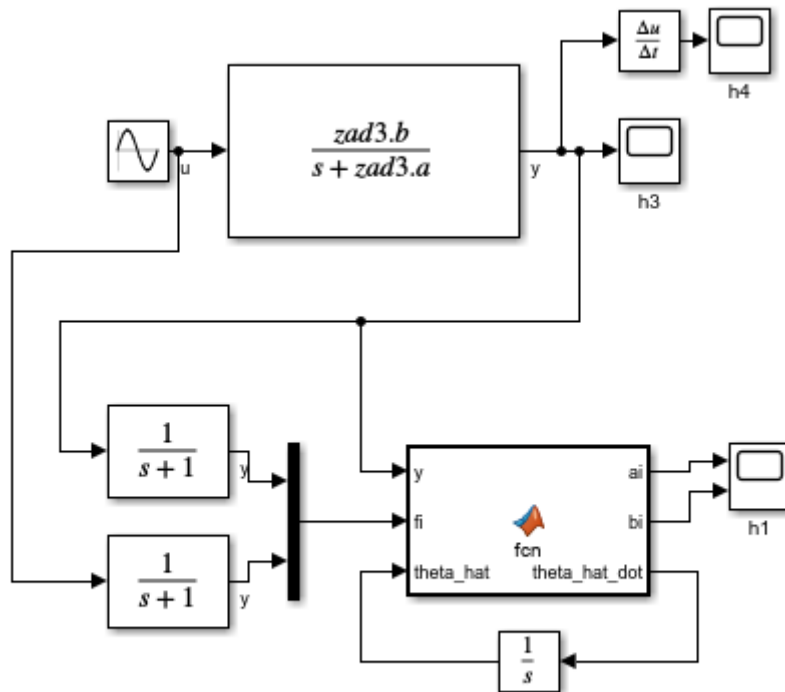 Δu
Δt
h4
zad3.b
s + zad3.a
u
y
h3
1
s + 1
y
1
s + 1
y
y
fi
theta_hat
fcn
ai
bi
theta_hat_dot
h1
1
s